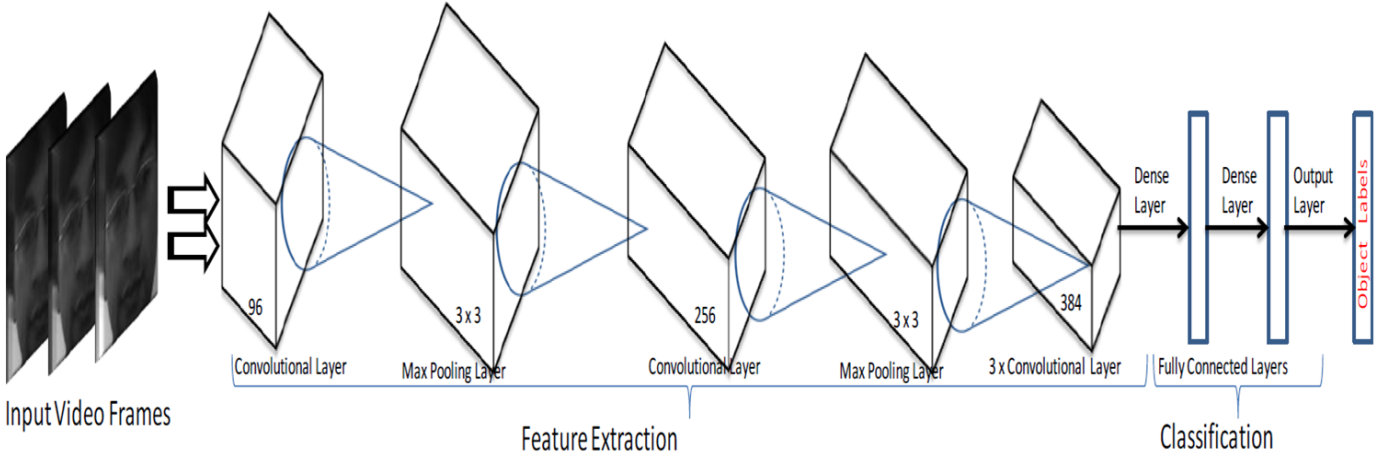 Input Video Frames
96
Convolutional Layer
3 x 3
Max Pooling Layer
256
Convolutional Layer
3 x 3
Max Pooling Layer
384
3 x Convolutional Layer
Feature Extraction
Dense
Layer
Dense
Layer
Output
Layer
Object Labels
Fully Connected Layers
Classification